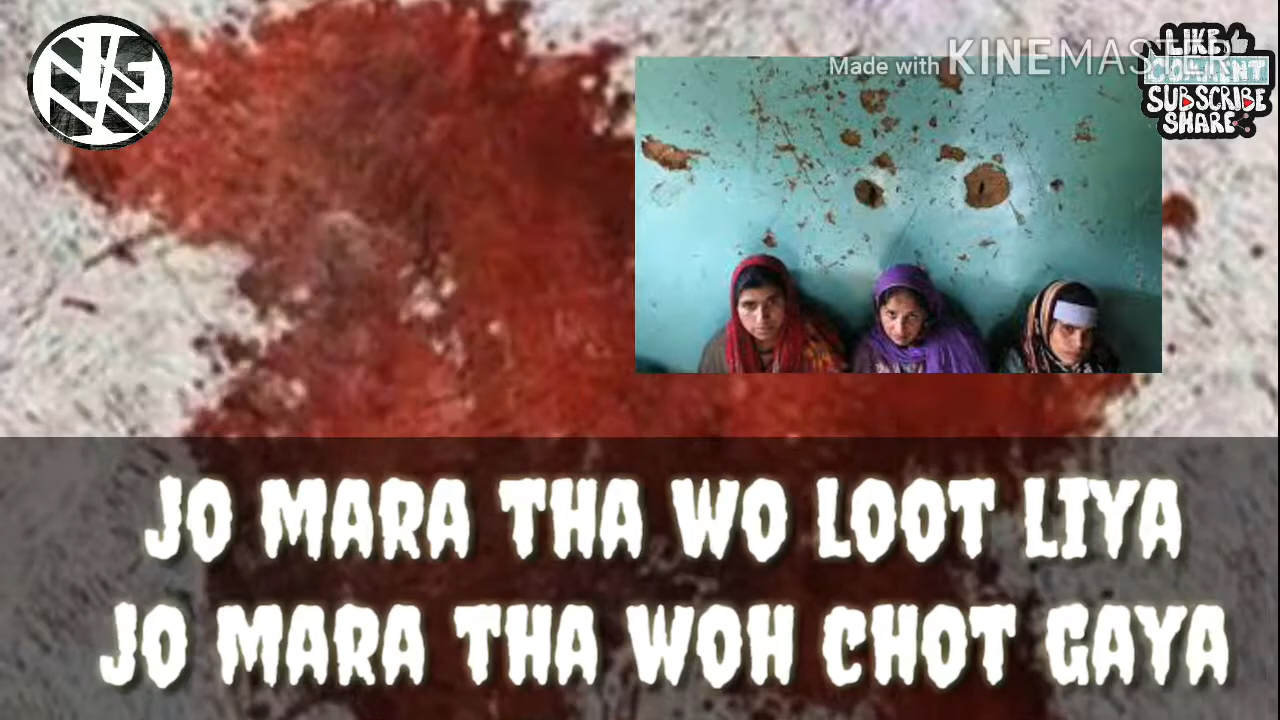 Made with KINEMASTER
LIKE
COMMENT
SUBSCRIBE
SHARE
JO MARA THA WO LOOT LIYA
JO MARA THA WOH CHOT GAYA